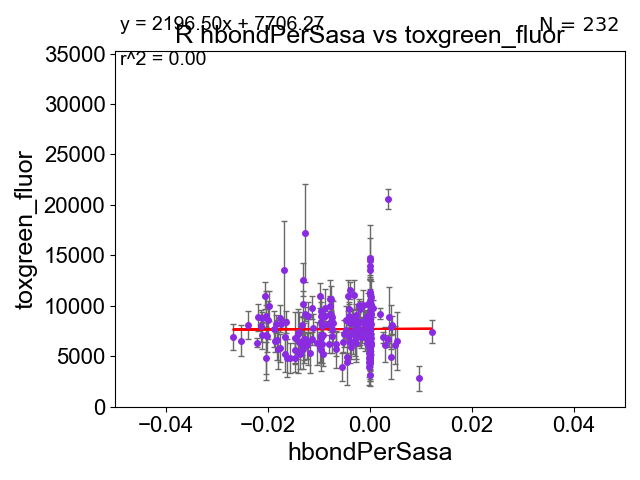 y = 2196.50x + 7706.27
N = 232
R hbondPerSasa vs toxgreen_fluor
r^2 = 0.00
35000
30000
25000
20000
15000
10000
5000
0
toxgreen_fluor
−0.04 −0.02 0.00 0.02 0.04
hbondPerSasa